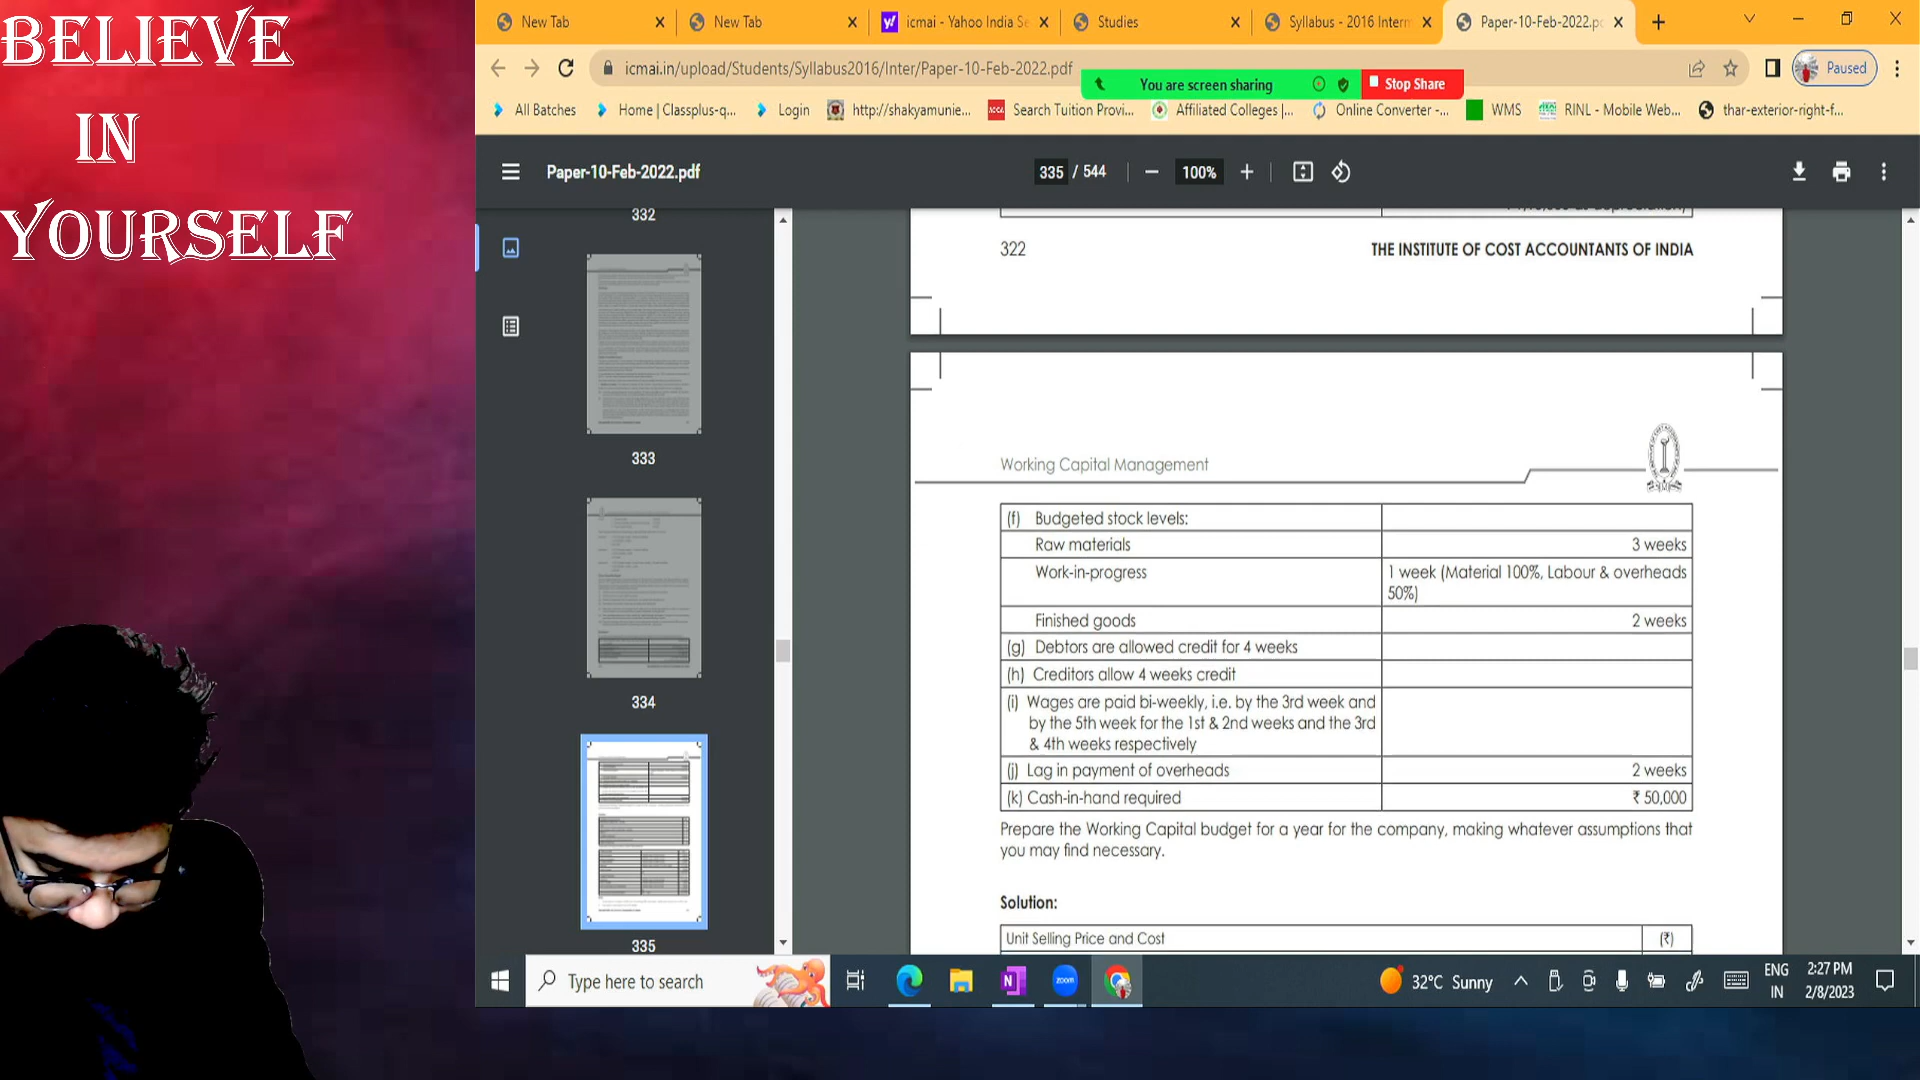 BELIEVE
IN
YOURSELF
New Tab
New Tab
icmai - Yahoo India Se
Studies
Syllabus - 2016 Interm
Paper-10-Feb-2022.p
icmai.in/upload/Students/Syllabus2016/Inter/Paper-10-Feb-2022.pdf
You are screen sharing
Stop Share
Paused
All Batches
Home | Classplus-q...
Login
http://shakyamunie...
Search Tuition Provi...
Affiliated Colleges |...
Online Converter -...
WMS
RINL - Mobile Web...
thar-exterior-right-f...
Paper-10-Feb-2022.pdf
335 / 544
100%
332
333
334
335
322
THE INSTITUTE OF COST ACCOUNTANTS OF INDIA
Working Capital Management
(f) Budgeted stock levels:
Raw materials 3 weeks
Work-in-progress 1 week (Material 100%, Labour & overheads
50%)
Finished goods 2 weeks
(g) Debtors are allowed credit for 4 weeks
(h) Creditors allow 4 weeks credit
(i) Wages are paid bi-weekly, i.e. by the 3rd week and
by the 5th week for the 1st & 2nd weeks and the 3rd
& 4th weeks respectively
(j) Lag in payment of overheads 2 weeks
(k) Cash-in-hand required ₹ 50,000
Prepare the Working Capital budget for a year for the company, making whatever assumptions that
you may find necessary.
Solution:
Unit Selling Price and Cost (₹)
Type here to search
zoom
32°C Sunny
ENG
IN
2:27 PM
2/8/2023